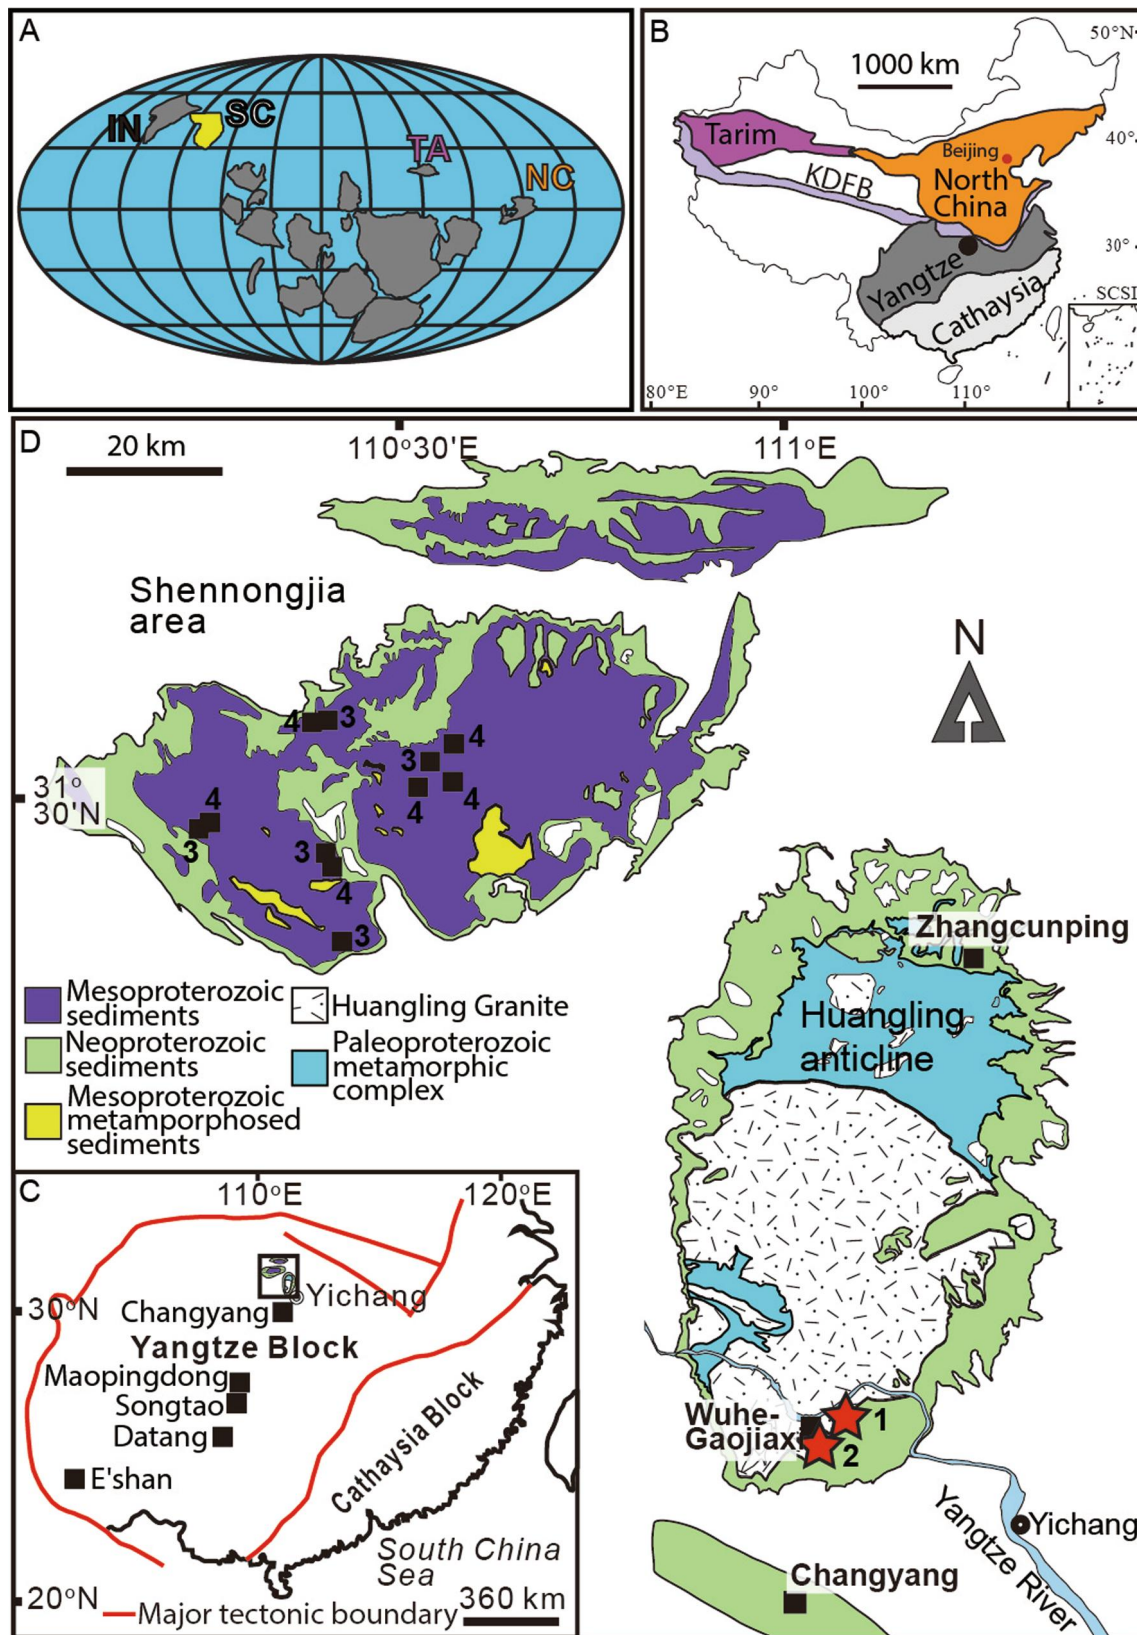 A
IN
SC
TA
NC
B
50°N
1000 km
Tarim
40°
Beijing
KDFB
North
China
30°
Yangtze
Cathaysia
SCSI
80°E
90°
100°
110°
D
20 km
110°30'E
111°E
Shennongjia
area
N
4
3
4
3
4
4
31°
30'N
4
3
3
4
3
Zhangcunping
Huangling
anticline
Mesoproterozoic
sediments
Huangling Granite
Neoproterozoic
sediments
Paleoproterozoic
metamorphic
complex
Mesoproterozoic
metamporphosed
sediments
C
110°E
120°E
30°N
Yichang
Changyang
Yangtze Block
Maopingdong
Songtao
Datang
E'shan
Cathaysia Block
South China
Sea
20°N
Major tectonic boundary
360 km
Wuhe-
Gaojiaxi
1
2
Yichang
Yangtze River
Changyang